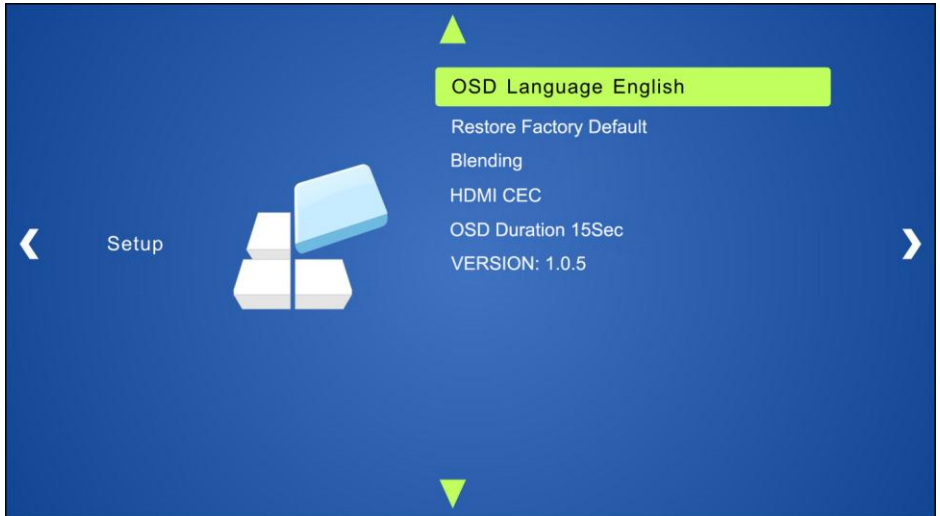 Setup
OSD Language English
Restore Factory Default
Blending
HDMI CEC
OSD Duration 15Sec
VERSION: 1.0.5